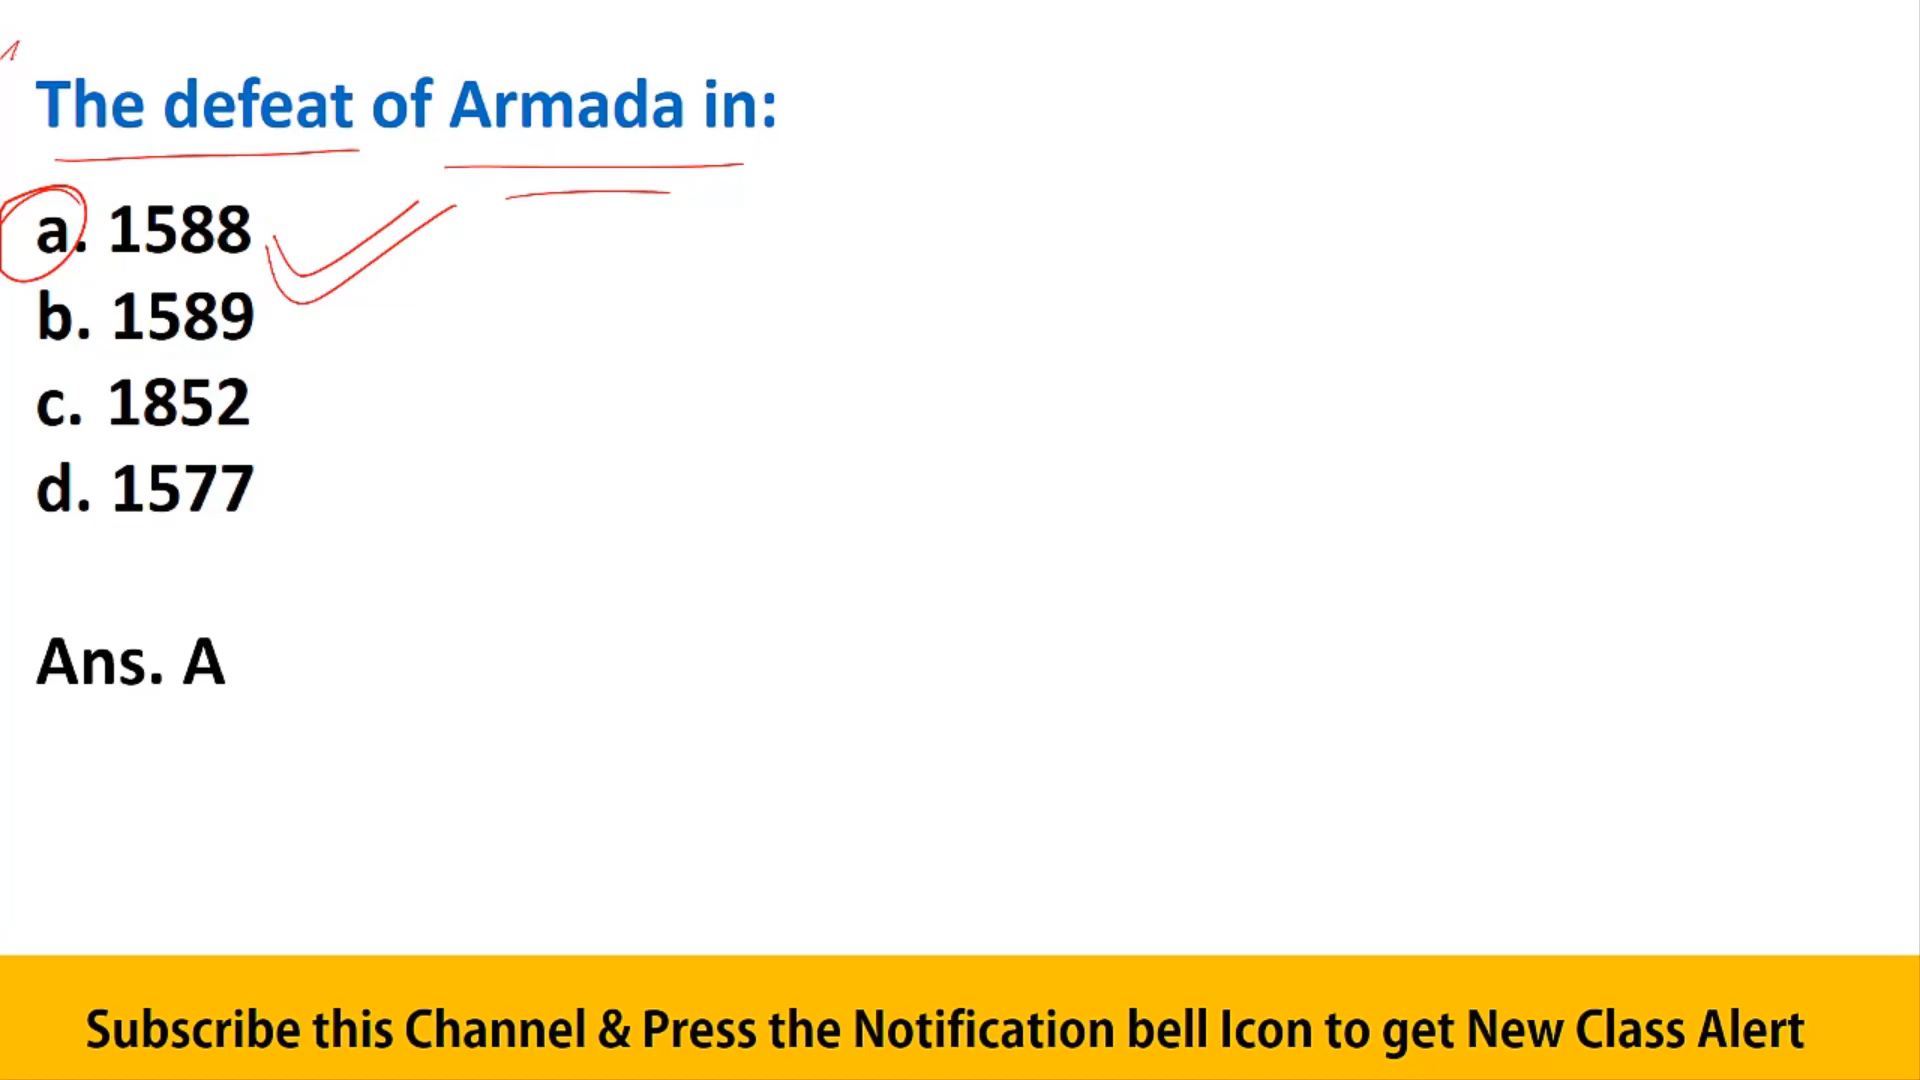 The defeat of Armada in:
a. 1588
b. 1589
c. 1852
d. 1577
Ans. A
Subscribe this Channel & Press the Notification bell Icon to get New Class Alert